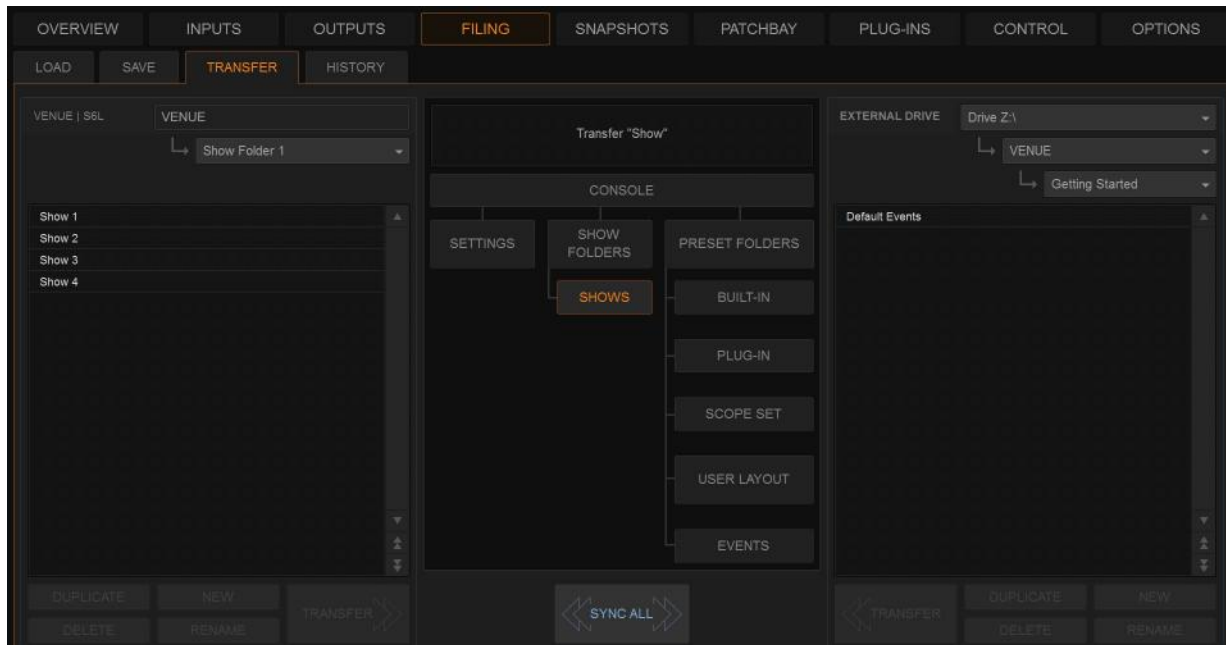 OVERVIEW INPUTS OUTPUTS FILING SNAPSHOTS PATCHBAY PLUG-INS CONTROL OPTIONS
LOAD SAVE TRANSFER HISTORY
VENUE | S6L VENUE
Show Folder 1
Show 1
Show 2
Show 3
Show 4
DUPLICATE NEW
TRANSFER
DELETE RENAME
Transfer "Show"
CONSOLE
SETTINGS
SHOW
FOLDERS
PRESET FOLDERS
SHOWS
BUILT-IN
PLUG-IN
SCOPE SET
USER LAYOUT
EVENTS
SYNC ALL
EXTERNAL DRIVE Drive Z:\
VENUE
Getting Started
Default Events
TRANSFER
DUPLICATE NEW
DELETE RENAME